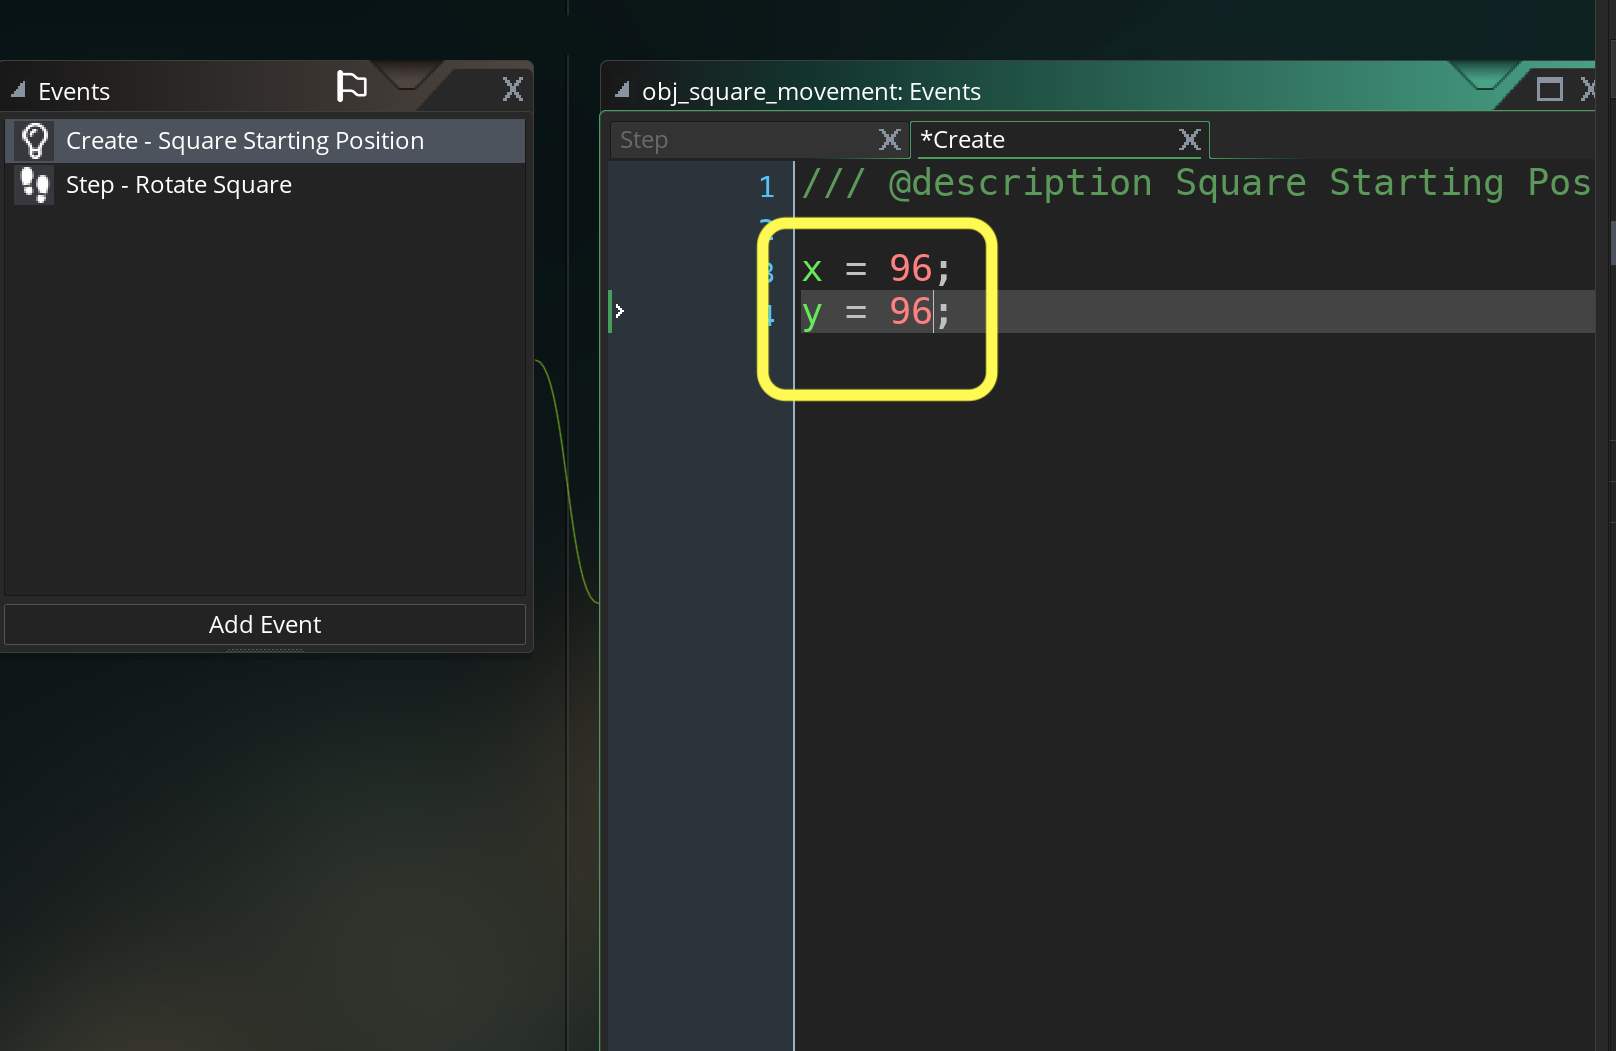 Events
Create - Square Starting Position
Step - Rotate Square
Add Event
obj_square_movement: Events
Step
*Create
1 /// @description Square Starting Pos
2
3 x = 96;
4 y = 96;